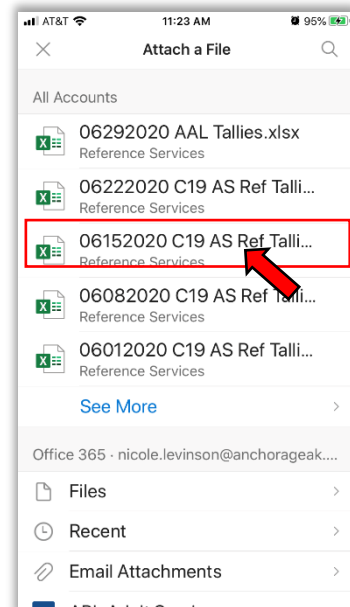 AT&T 11:23 AM 95%
Attach a File
All Accounts
06292020 AAL Tallies.xlsx
Reference Services
06222020 C19 AS Ref Talli...
Reference Services
06152020 C19 AS Ref Talli...
Reference Services
06082020 C19 AS Ref Talli...
Reference Services
06012020 C19 AS Ref Talli...
Reference Services
See More
Office 365 · nicole.levinson@anchorageak....
Files
Recent
Email Attachments